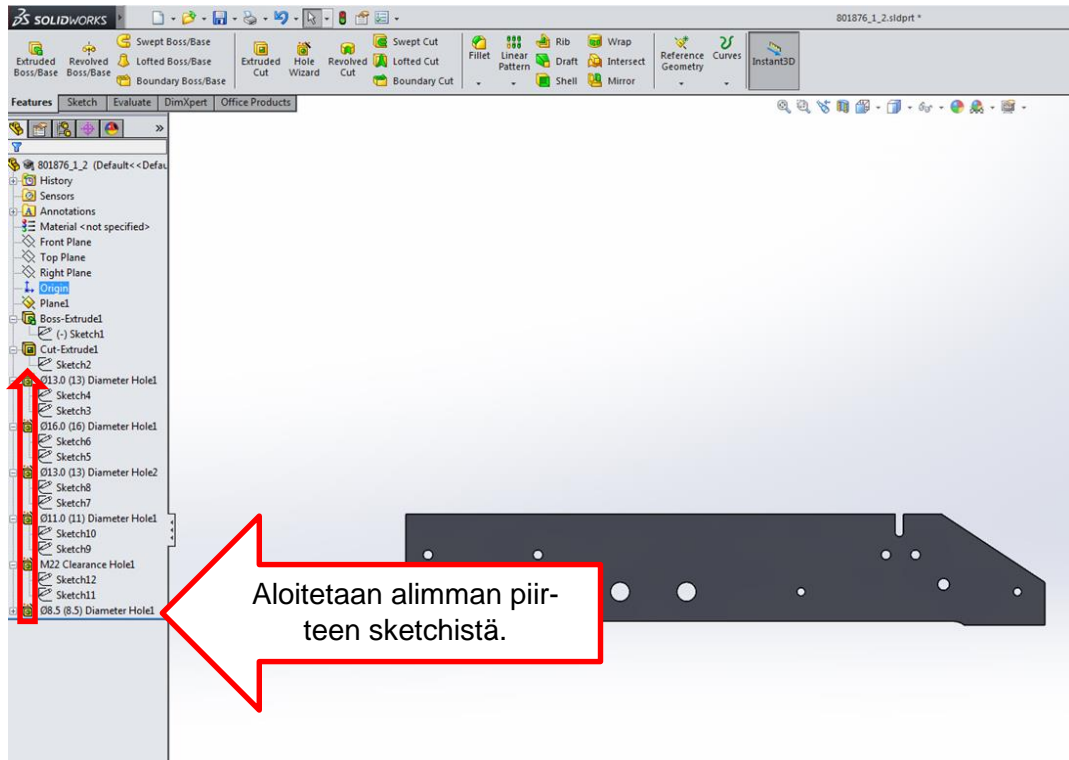 SOLIDWORKS
801876_1_2.sldprt *
Extruded Boss/Base
Revolved Boss/Base
Swept Boss/Base
Lofted Boss/Base
Boundary Boss/Base
Extruded Cut
Hole Wizard
Revolved Cut
Swept Cut
Lofted Cut
Boundary Cut
Fillet
Linear Pattern
Rib
Draft
Shell
Wrap
Intersect
Mirror
Reference Geometry
Curves
Instant3D
Features Sketch Evaluate DimXpert Office Products
801876_1_2 (Default<<Defau
History
Sensors
Annotations
Material <not specified>
Front Plane
Top Plane
Right Plane
Origin
Plane1
Boss-Extrude1
(-) Sketch1
Cut-Extrude1
Sketch2
Ø13.0 (13) Diameter Hole1
Sketch4
Sketch3
Ø16.0 (16) Diameter Hole1
Sketch6
Sketch5
Ø13.0 (13) Diameter Hole2
Sketch8
Sketch7
Ø11.0 (11) Diameter Hole1
Sketch10
Sketch9
M22 Clearance Hole1
Sketch12
Sketch11
Ø8.5 (8.5) Diameter Hole1
Aloitetaan alimman piir-
teen sketchistä.